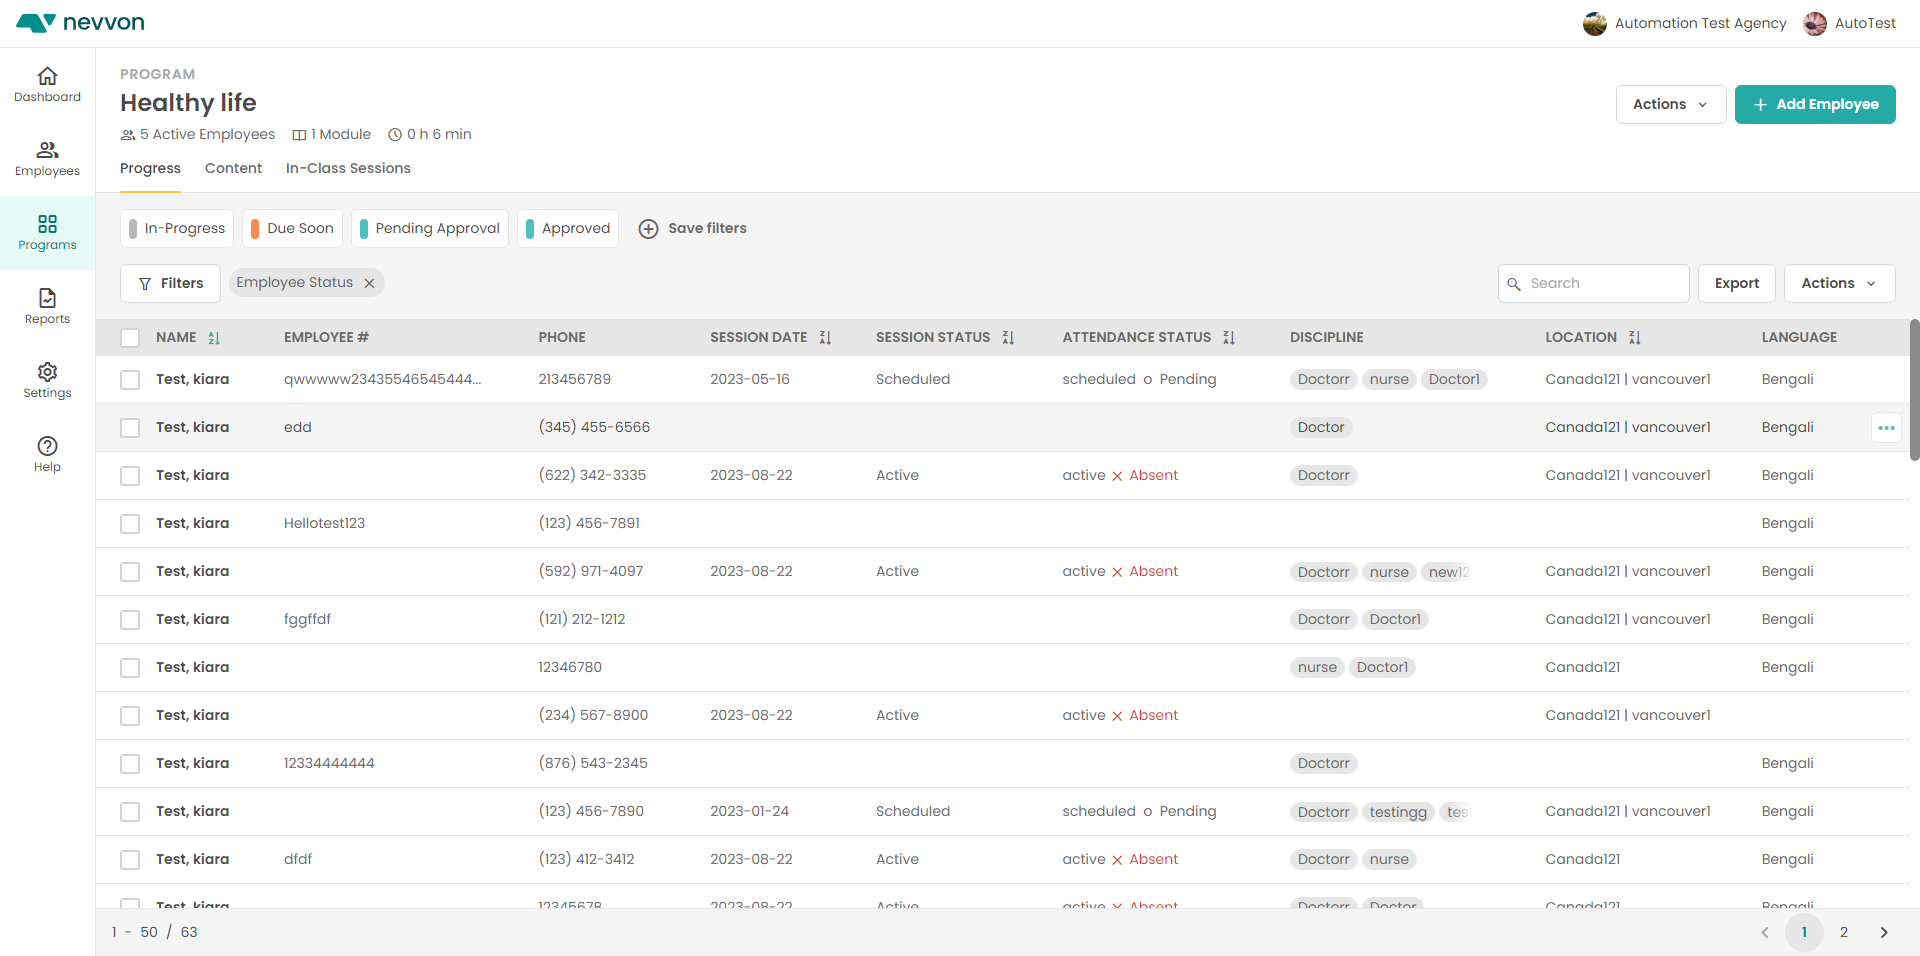 nevvon
Automation Test Agency AutoTest
Dashboard
Employees
Programs
Reports
Settings
Help
PROGRAM
Healthy life
5 Active Employees 1 Module 0 h 6 min
Actions + Add Employee
Progress Content In-Class Sessions
In-Progress Due Soon Pending Approval Approved Save filters
Filters Employee Status Search Export Actions
NAME EMPLOYEE # PHONE SESSION DATE SESSION STATUS ATTENDANCE STATUS DISCIPLINE LOCATION LANGUAGE
Test, kiara qwwwww23435546545444... 213456789 2023-05-16 Scheduled scheduled o Pending Doctorr nurse Doctor1 Canada121 | vancouver1 Bengali
Test, kiara edd (345) 455-6566 Doctor Canada121 | vancouver1 Bengali
Test, kiara (622) 342-3335 2023-08-22 Active active Absent Doctorr Canada121 | vancouver1 Bengali
Test, kiara Hellotest123 (123) 456-7891 Bengali
Test, kiara (592) 971-4097 2023-08-22 Active active Absent Doctorr nurse new12 Canada121 | vancouver1 Bengali
Test, kiara fggffdf (121) 212-1212 Doctorr Doctor1 Canada121 | vancouver1 Bengali
Test, kiara 12346780 nurse Doctor1 Canada121 Bengali
Test, kiara (234) 567-8900 2023-08-22 Active active Absent Canada121 | vancouver1
Test, kiara 12334444444 (876) 543-2345 Doctorr Bengali
Test, kiara (123) 456-7890 2023-01-24 Scheduled scheduled o Pending Doctorr testingg tes Canada121 | vancouver1 Bengali
Test, kiara dfdf (123) 412-3412 2023-08-22 Active active Absent Doctorr nurse Canada121 Bengali
Test, kiara 12345678 2023-08-22 Active active Absent Doctorr Doctor Canada121 Bengali
1 - 50 / 63 1 2